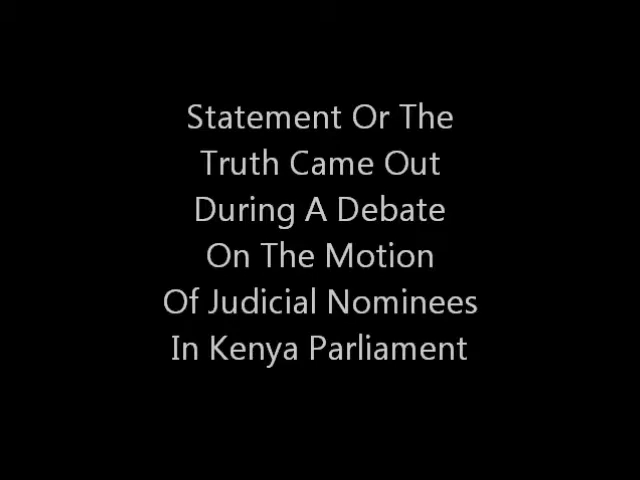 Statement Or The
Truth Came Out
During A Debate
On The Motion
Of Judicial Nominees
In Kenya Parliament